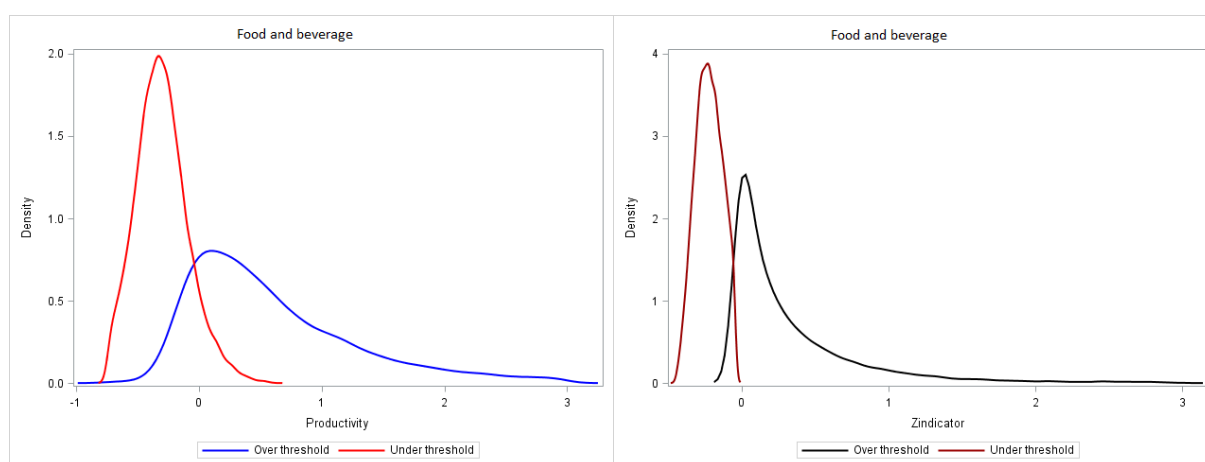 Food and beverage
2.0
1.5
1.0
0.5
0.0
Density
-1 0 1 2 3
Productivity
Over threshold Under threshold
Food and beverage
4
3
2
1
0
Density
0 1 2 3
Zindicator
Over threshold Under threshold